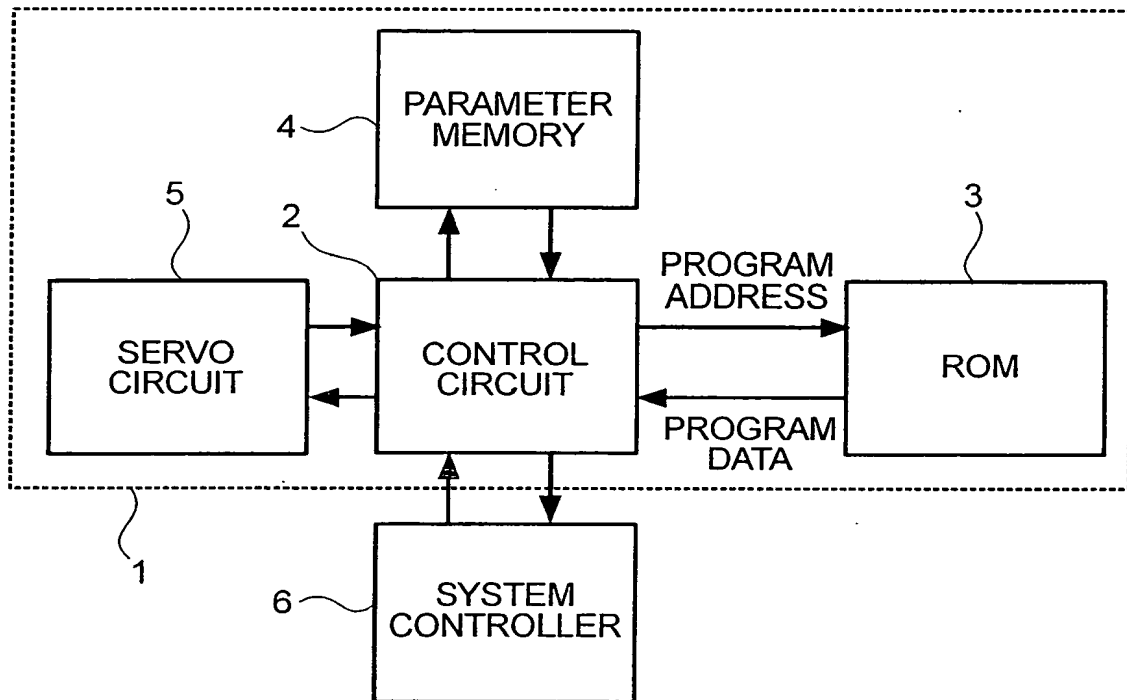 PARAMETER
MEMORY
4
5
2
3
PROGRAM
ADDRESS
SERVO
CIRCUIT
CONTROL
CIRCUIT
ROM
PROGRAM
DATA
1
6
SYSTEM
CONTROLLER